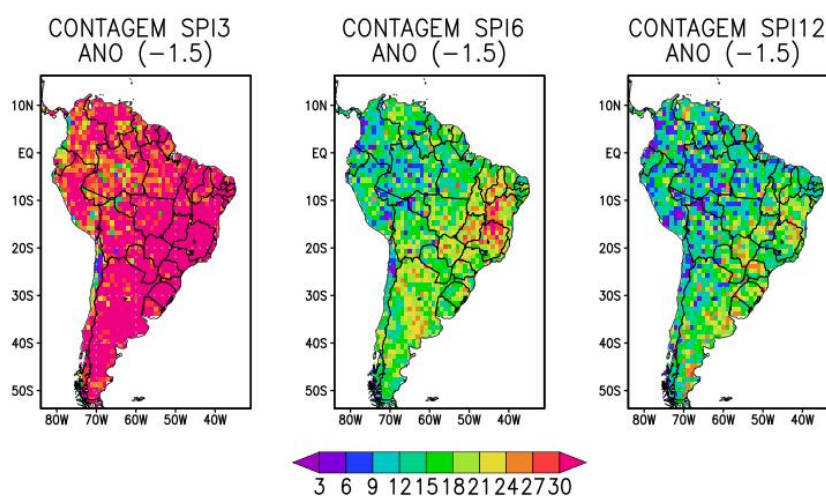 CONTAGEM SPI3
ANO (−1.5)
CONTAGEM SPI6
ANO (−1.5)
CONTAGEM SPI12
ANO (−1.5)
10N
EQ
10S
20S
30S
40S
50S
80W 70W 60W 50W 40W
10N
EQ
10S
20S
30S
40S
50S
80W 70W 60W 50W 40W
10N
EQ
10S
20S
30S
40S
50S
80W 70W 60W 50W 40W
3 6 9 12 15 18 21 24 27 30